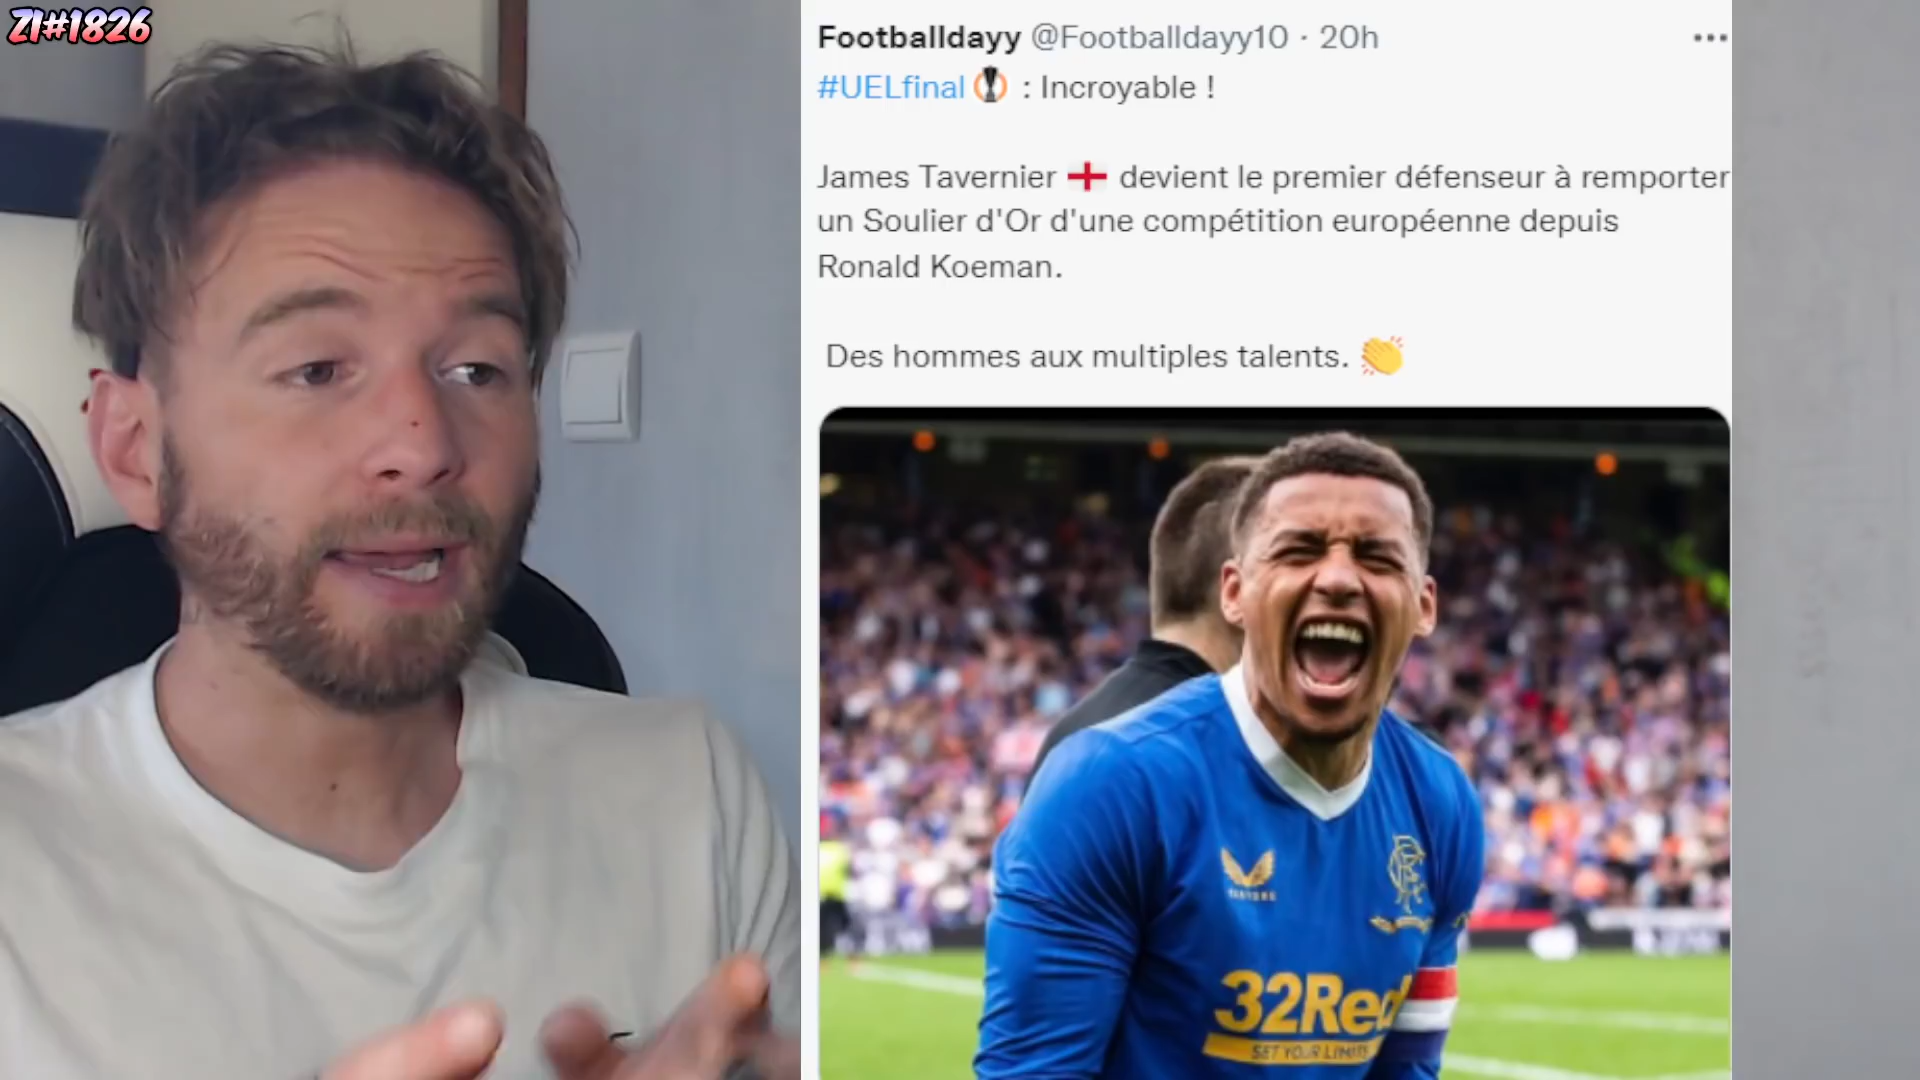 ZI#1826
Footballdayy @Footballdayy10 · 20h
#UELfinal : Incroyable !
James Tavernier devient le premier défenseur à remporter
un Soulier d'Or d'une compétition européenne depuis
Ronald Koeman.
Des hommes aux multiples talents.
32Red
SET YOUR LIMITS